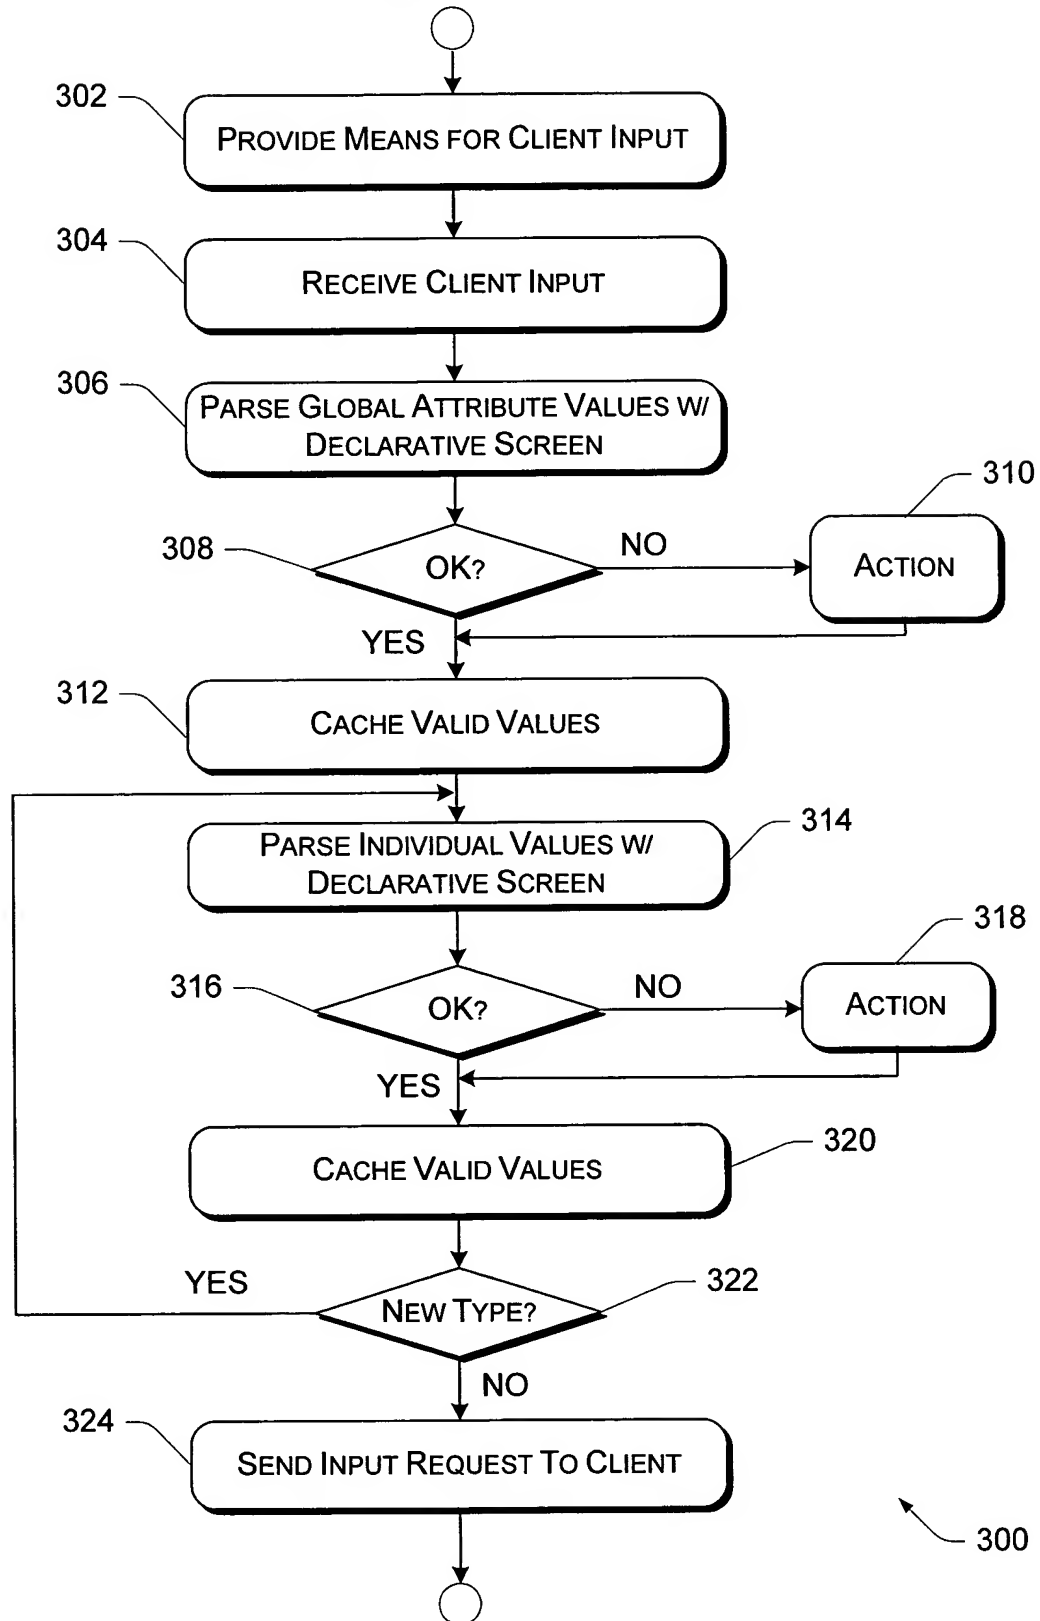 302
PROVIDE MEANS FOR CLIENT INPUT
304
RECEIVE CLIENT INPUT
306
PARSE GLOBAL ATTRIBUTE VALUES W/
DECLARATIVE SCREEN
308
OK?
NO
310
ACTION
YES
312
CACHE VALID VALUES
314
PARSE INDIVIDUAL VALUES W/
DECLARATIVE SCREEN
316
OK?
NO
318
ACTION
YES
320
CACHE VALID VALUES
YES
322
NEW TYPE?
NO
324
SEND INPUT REQUEST TO CLIENT
300